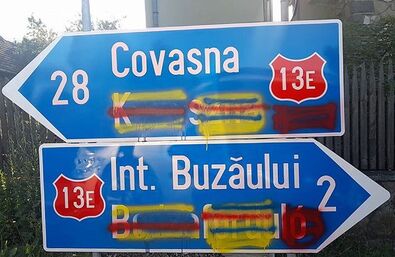 Covasna
28
13E
Int. Buzăului
13E
2